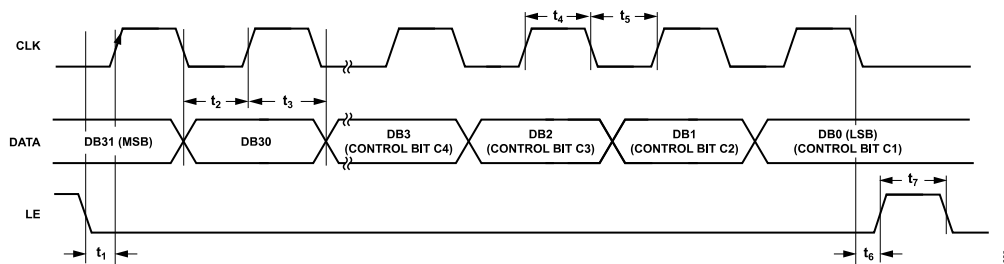 t4
t5
CLK
t2
t3
DATA
DB31 (MSB)
DB30
DB3
(CONTROL BIT C4)
DB2
(CONTROL BIT C3)
DB1
(CONTROL BIT C2)
DB0 (LSB)
(CONTROL BIT C1)
t7
LE
t1
t6